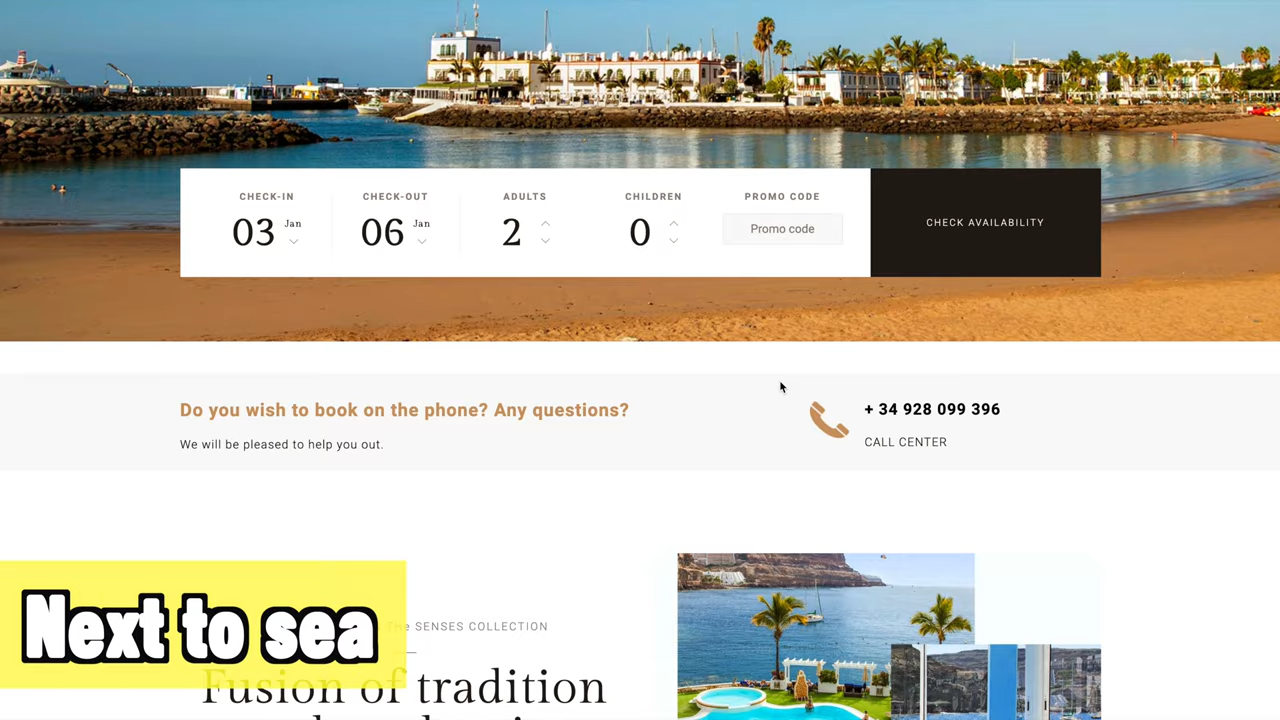 CHECK-IN
03 Jan
CHECK-OUT
06 Jan
ADULTS
2
CHILDREN
0
PROMO CODE
Promo code
CHECK AVAILABILITY
Do you wish to book on the phone? Any questions?
We will be pleased to help you out.
+ 34 928 099 396
CALL CENTER
The SENSES COLLECTION
Fusion of tradition
Next to sea